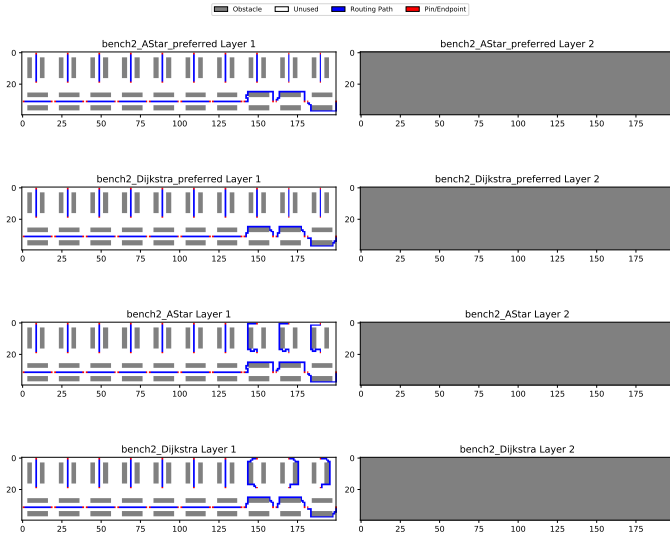 Obstacle Unused Routing Path Pin/Endpoint
bench2_AStar_preferred Layer 1
bench2_AStar_preferred Layer 2
0
20
0 25 50 75 100 125 150 175
0 25 50 75 100 125 150 175
bench2_Dijkstra_preferred Layer 1
bench2_Dijkstra_preferred Layer 2
0
20
0 25 50 75 100 125 150 175
0 25 50 75 100 125 150 175
bench2_AStar Layer 1
bench2_AStar Layer 2
0
20
0 25 50 75 100 125 150 175
0 25 50 75 100 125 150 175
bench2_Dijkstra Layer 1
bench2_Dijkstra Layer 2
0
20
0 25 50 75 100 125 150 175
0 25 50 75 100 125 150 175